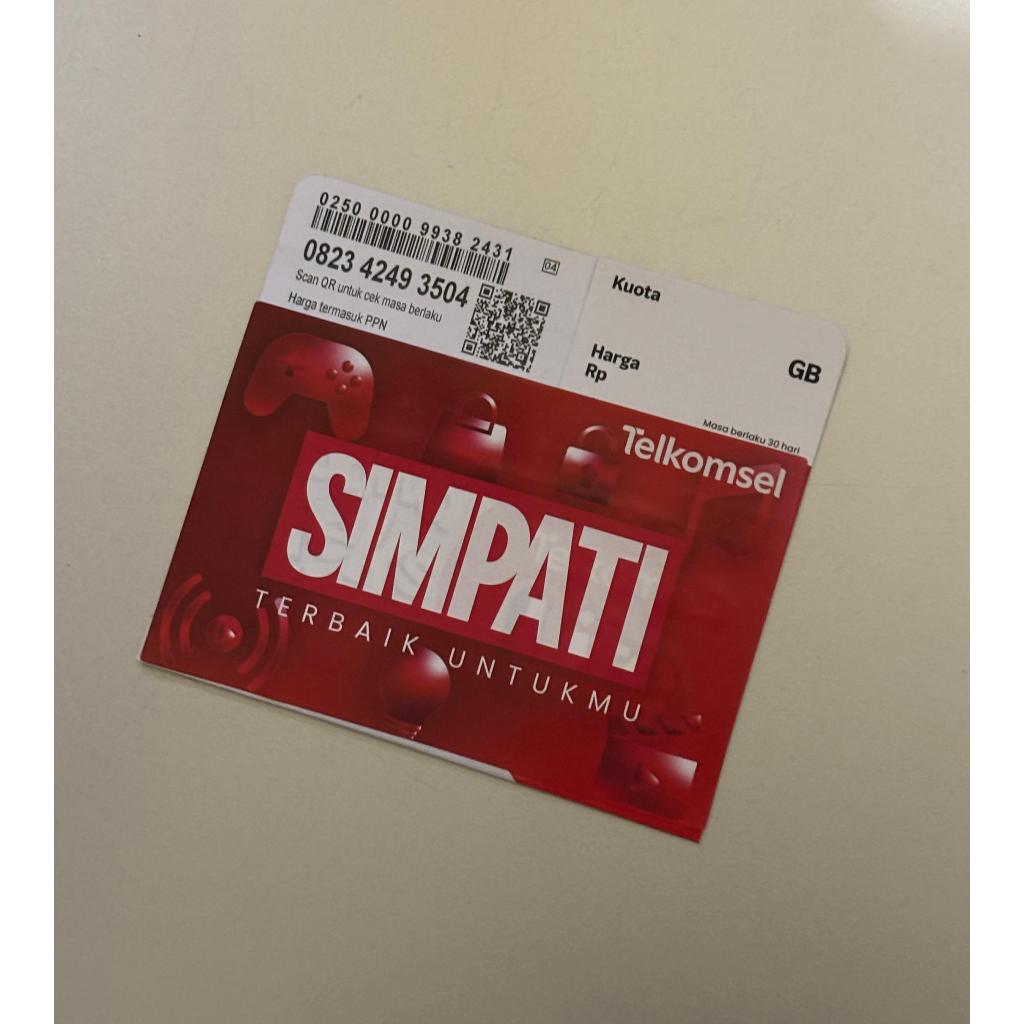 0250 0000 9938 2431
0823 4249 3504
Scan QR untuk cek masa berlaku
Harga termasuk PPN
04
Kuota
GB
Harga
Rp
Masa berlaku 30 hari
Telkomsel
SIMPATI
TERBAIK UNTUKMU